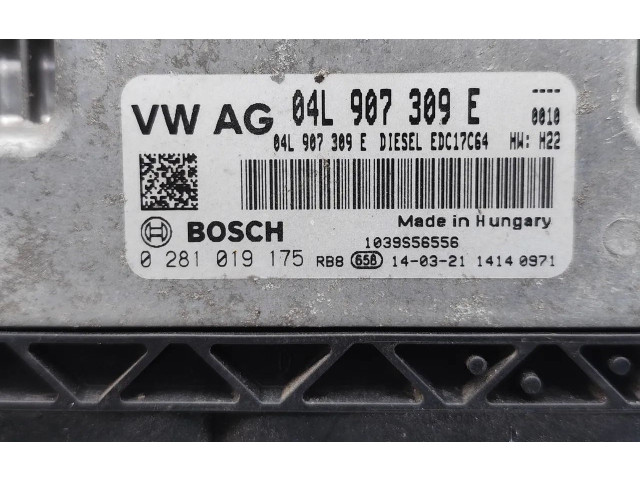 VW AG 04L 907 309 E ----
0010
04L 907 309 E DIESEL EDC17C64 HW: H22
BOSCH Made in Hungary
1039S56556
0 281 019 175 RB8 658 14-03-21 1414 0971